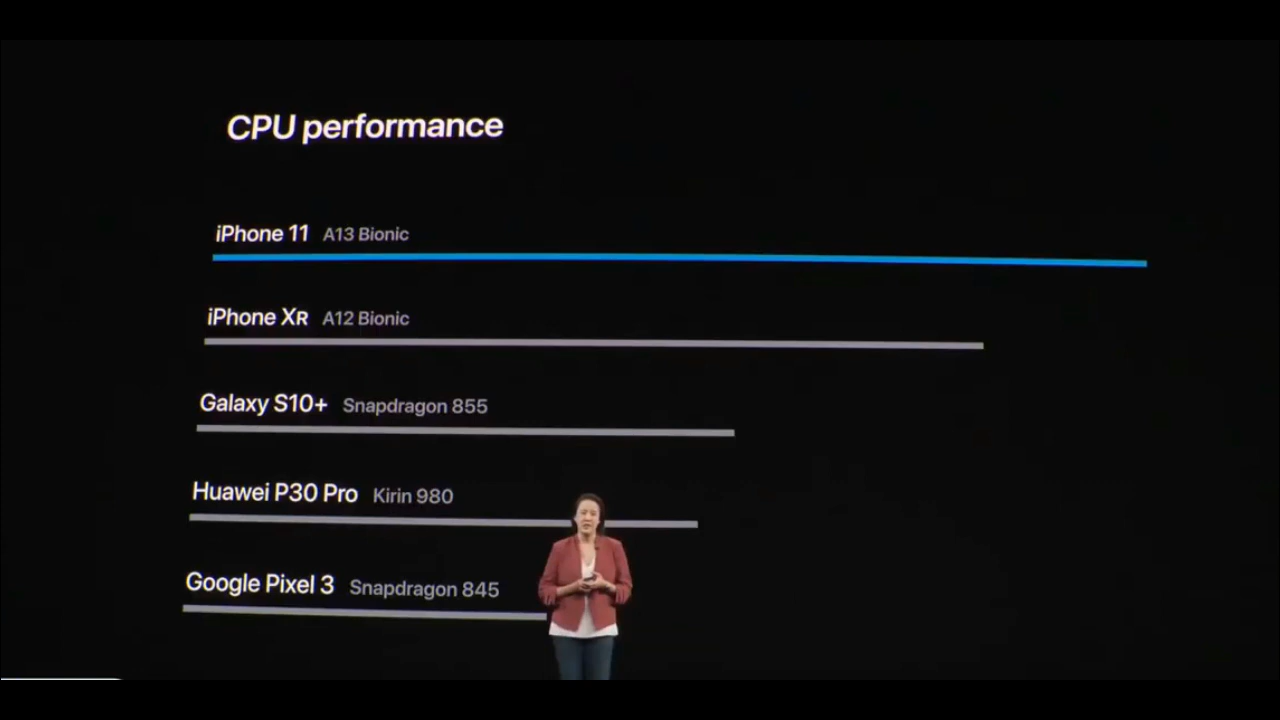 CPU performance
iPhone 11 A13 Bionic
iPhone XR A12 Bionic
Galaxy S10+ Snapdragon 855
Huawei P30 Pro Kirin 980
Google Pixel 3 Snapdragon 845